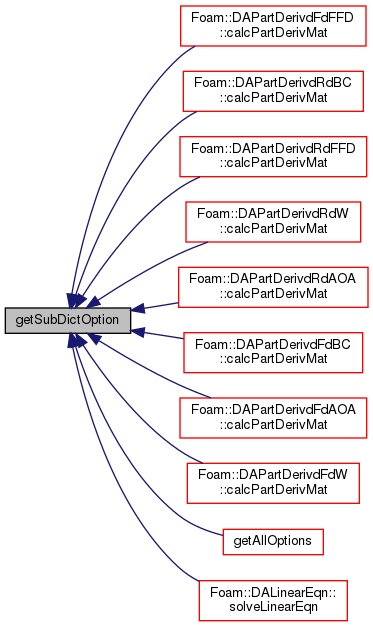 Foam::DAPartDerivdFdFFD
::calcPartDerivMat
Foam::DAPartDerivdRdBC
::calcPartDerivMat
Foam::DAPartDerivdRdFFD
::calcPartDerivMat
Foam::DAPartDerivdRdW
::calcPartDerivMat
Foam::DAPartDerivdRdAOA
::calcPartDerivMat
getSubDictOption
Foam::DAPartDerivdFdBC
::calcPartDerivMat
Foam::DAPartDerivdFdAOA
::calcPartDerivMat
Foam::DAPartDerivdFdW
::calcPartDerivMat
getAllOptions
Foam::DALinearEqn::
solveLinearEqn